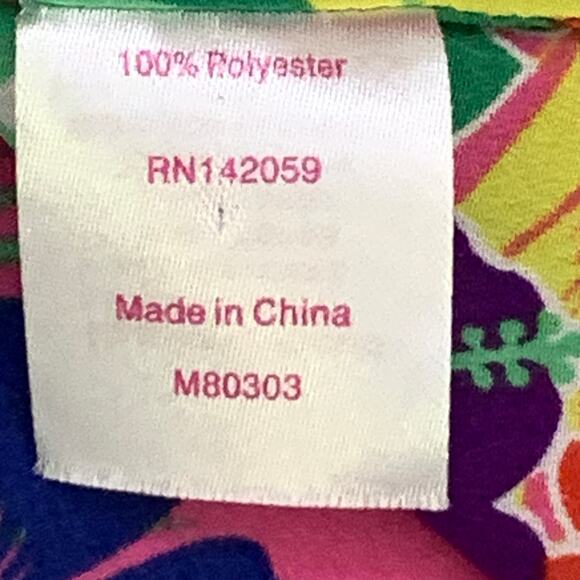 100% Polyester
RN142059
Made in China
M80303